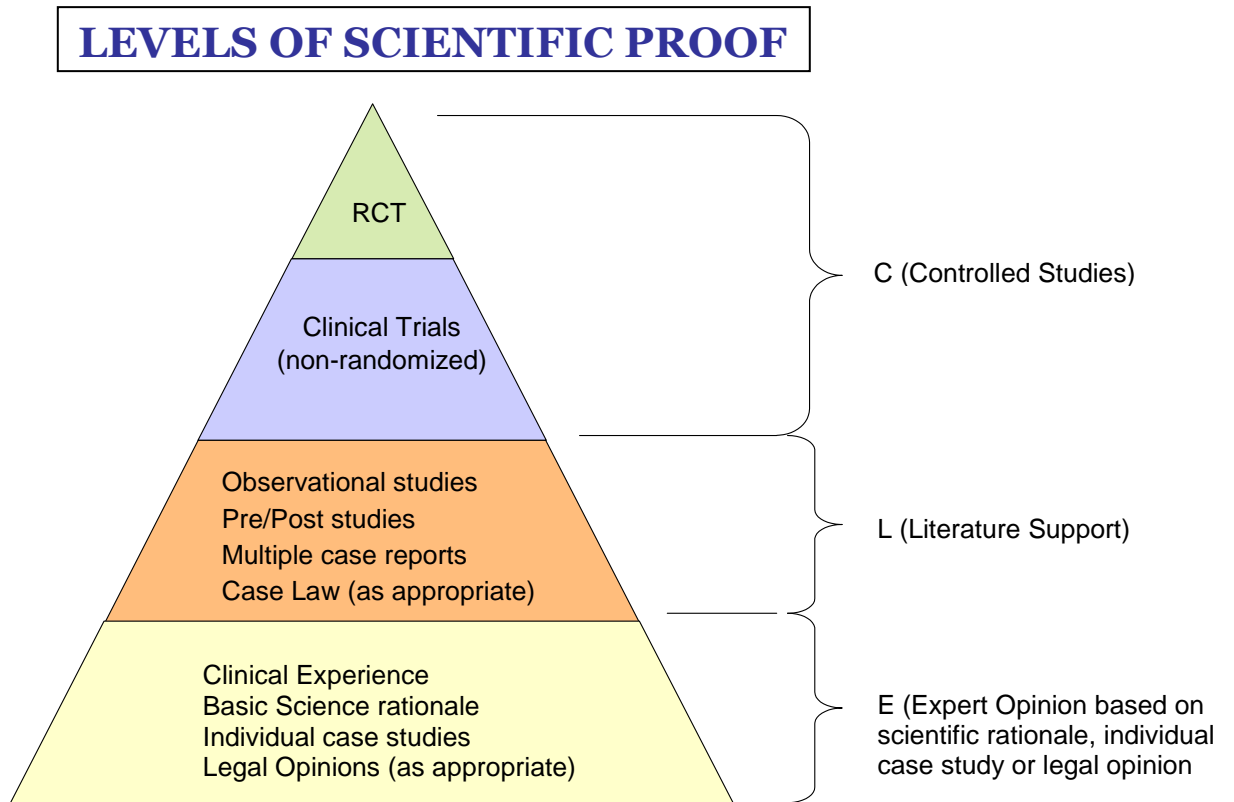 LEVELS OF SCIENTIFIC PROOF
RCT
C (Controlled Studies)
Clinical Trials
(non-randomized)
Observational studies
Pre/Post studies
Multiple case reports
Case Law (as appropriate)
L (Literature Support)
Clinical Experience
Basic Science rationale
Individual case studies
Legal Opinions (as appropriate)
E (Expert Opinion based on
scientific rationale, individual
case study or legal opinion